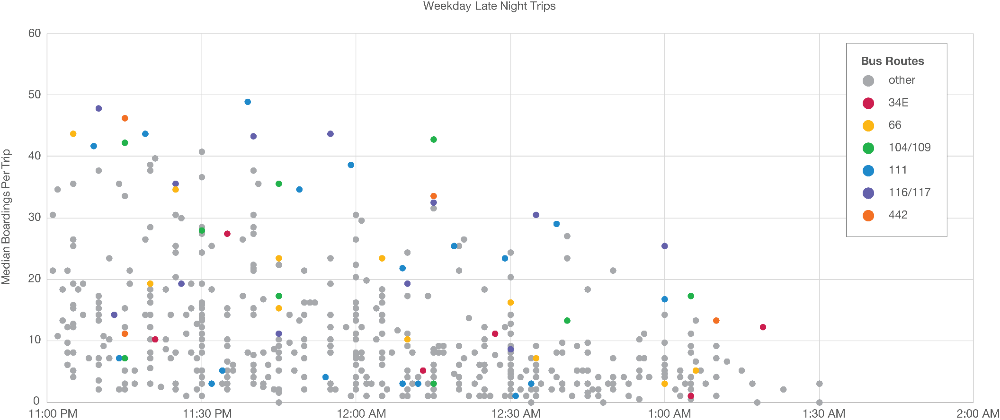 Weekday Late Night Trips
Median Boardings Per Trip
60
50
40
30
20
10
0
11:00 PM 11:30 PM 12:00 AM 12:30 AM 1:00 AM 1:30 AM 2:00 AM
Bus Routes
other
34E
66
104/109
111
116/117
442